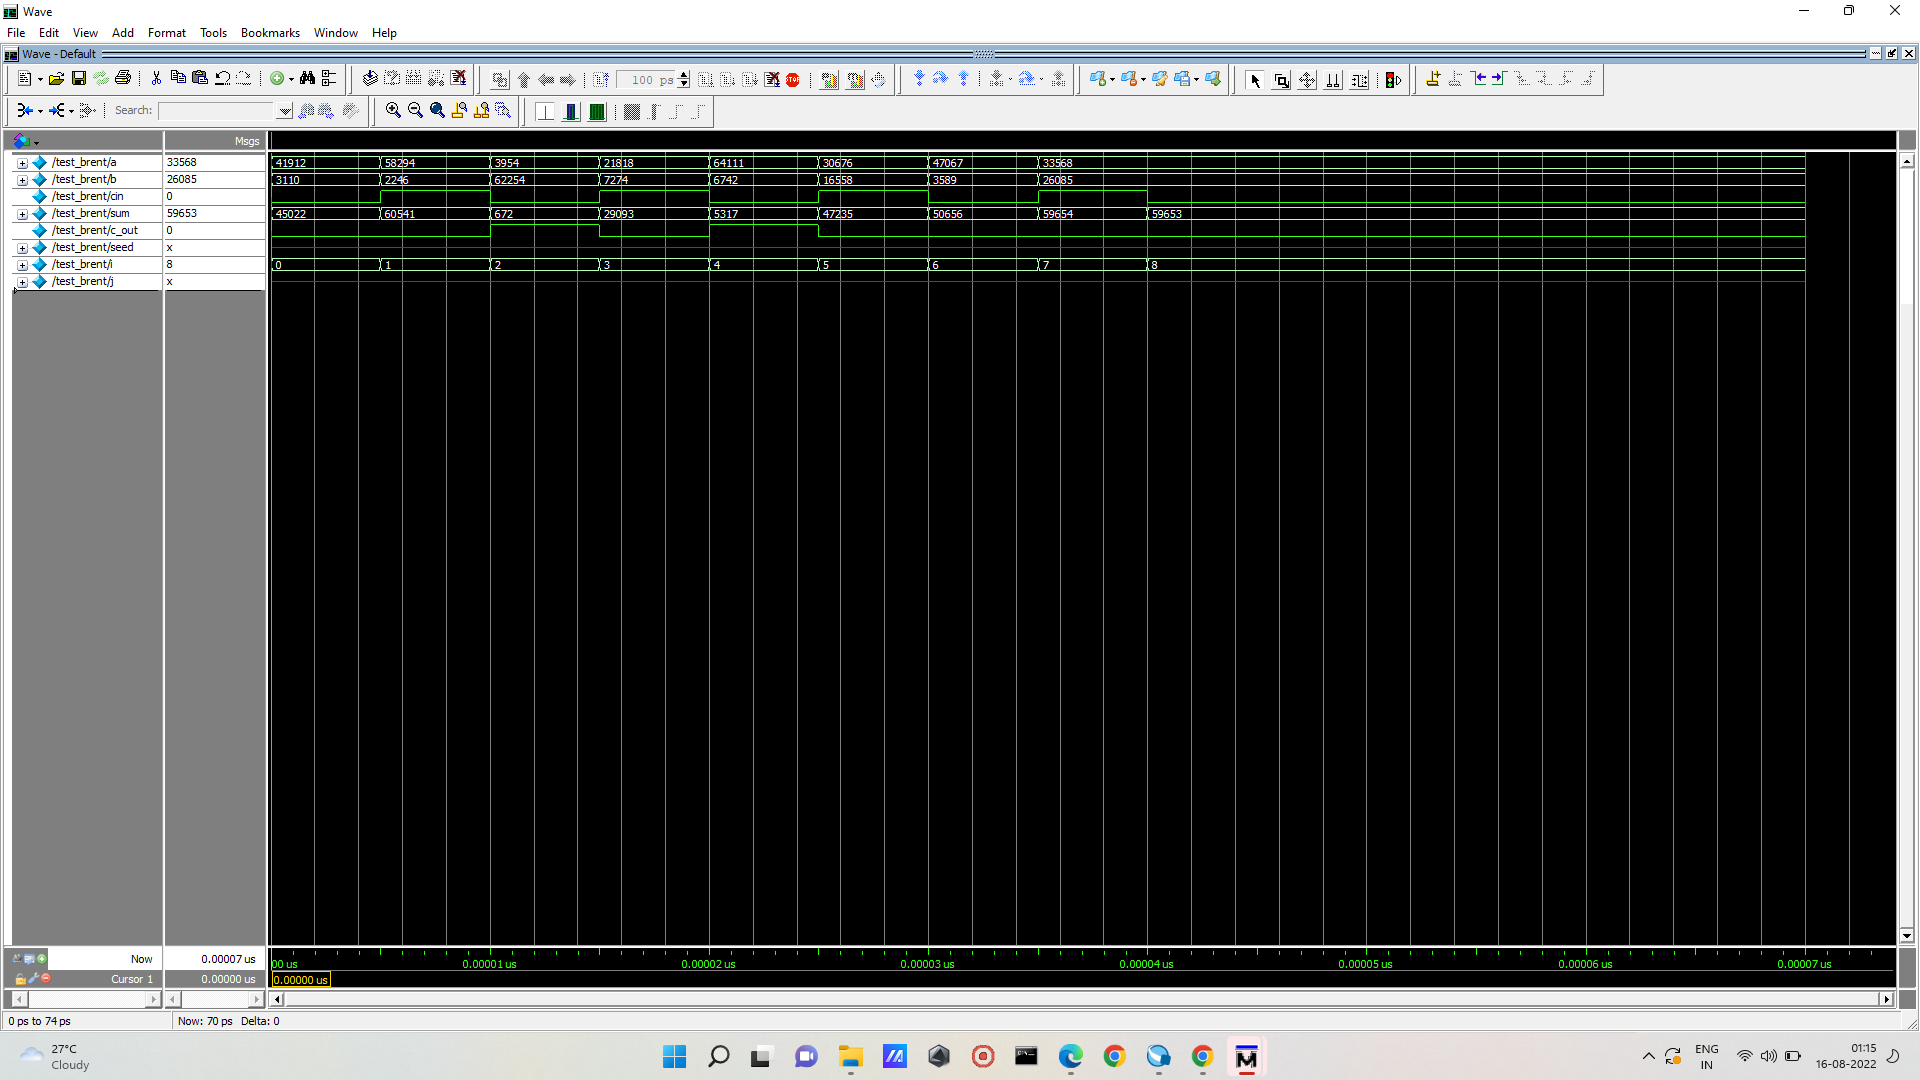 Wave
File Edit View Add Format Tools Bookmarks Window Help
Wave - Default
100 ps
Search:
Msgs
/test_brent/a 33568 41912 58294 3954 21818 64111 30676 47067 33568
/test_brent/b 26085 3110 2246 62254 7274 6742 16558 3589 26085
/test_brent/cin 0
/test_brent/sum 59653 45022 60541 672 29093 5317 47235 50656 59654 59653
/test_brent/c_out 0
/test_brent/seed x
/test_brent/i 8 0 1 2 3 4 5 6 7 8
/test_brent/j x
Now 0.00007 us 00 us 0.00001 us 0.00002 us 0.00003 us 0.00004 us 0.00005 us 0.00006 us 0.00007 us
Cursor 1 0.00000 us 0.00000 us
0 ps to 74 ps Now: 70 ps Delta: 0
27°C
Cloudy
ENG
IN
01:15
16-08-2022